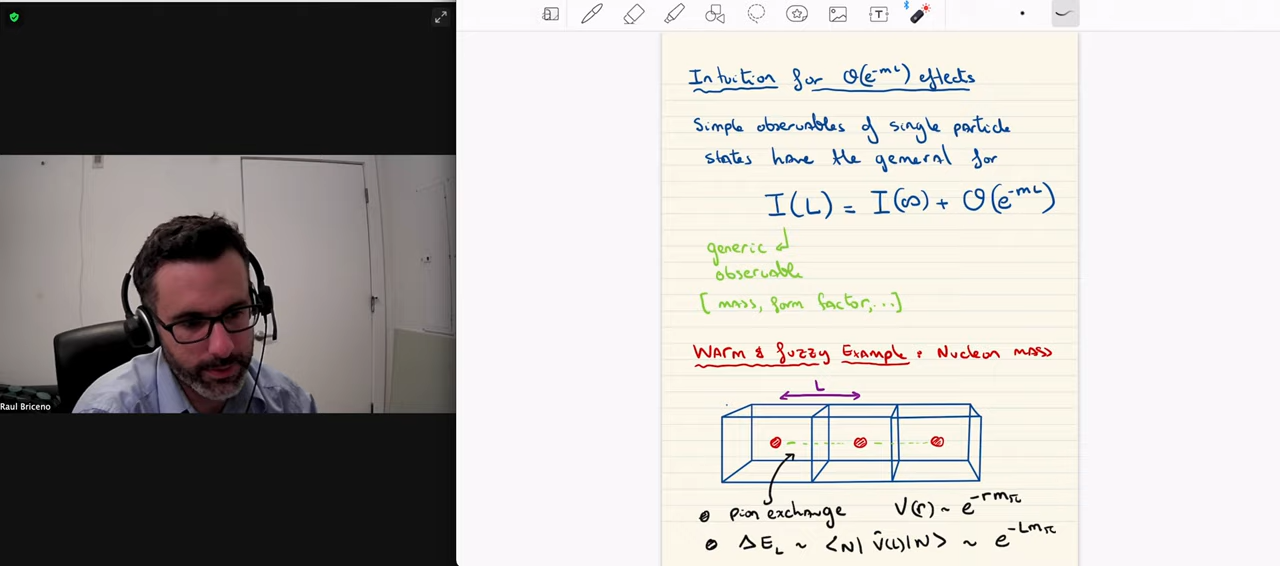 Intuition for O(e^-mL) effects
Simple observables of single particle
states have the general for
I(L) = I(∞) + O(e^-mL)
generic
observable
[mass, form factor,...]
Warm & fuzzy Example: Nucleon mass
L
Pion exchange V(r) ~ e^-rmπ
ΔE_L ~ <N| V̂(L)|N> ~ e^-Lmπ
Raul Briceno
T